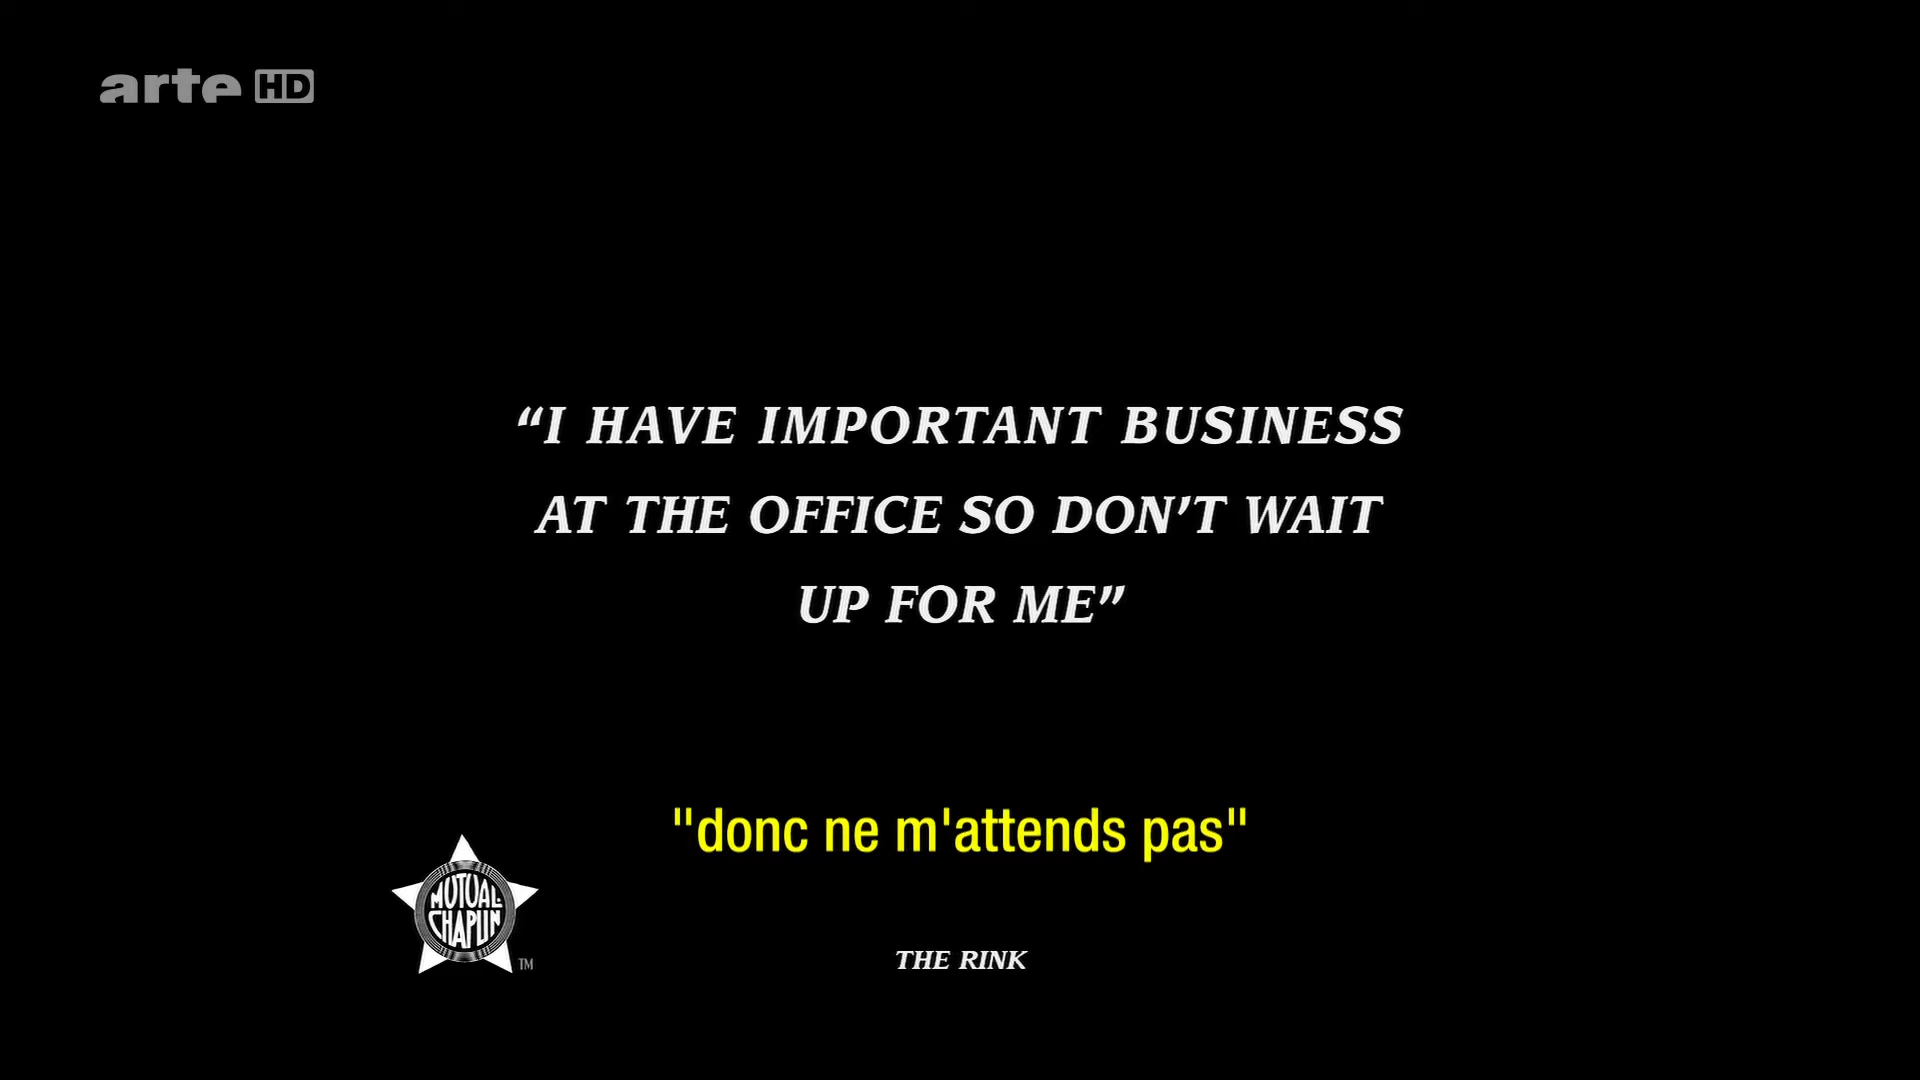 arte HD
“I HAVE IMPORTANT BUSINESS
AT THE OFFICE SO DON’T WAIT
UP FOR ME”
"donc ne m'attends pas"
MUTUAL-
CHAPLIN
TM
THE RINK